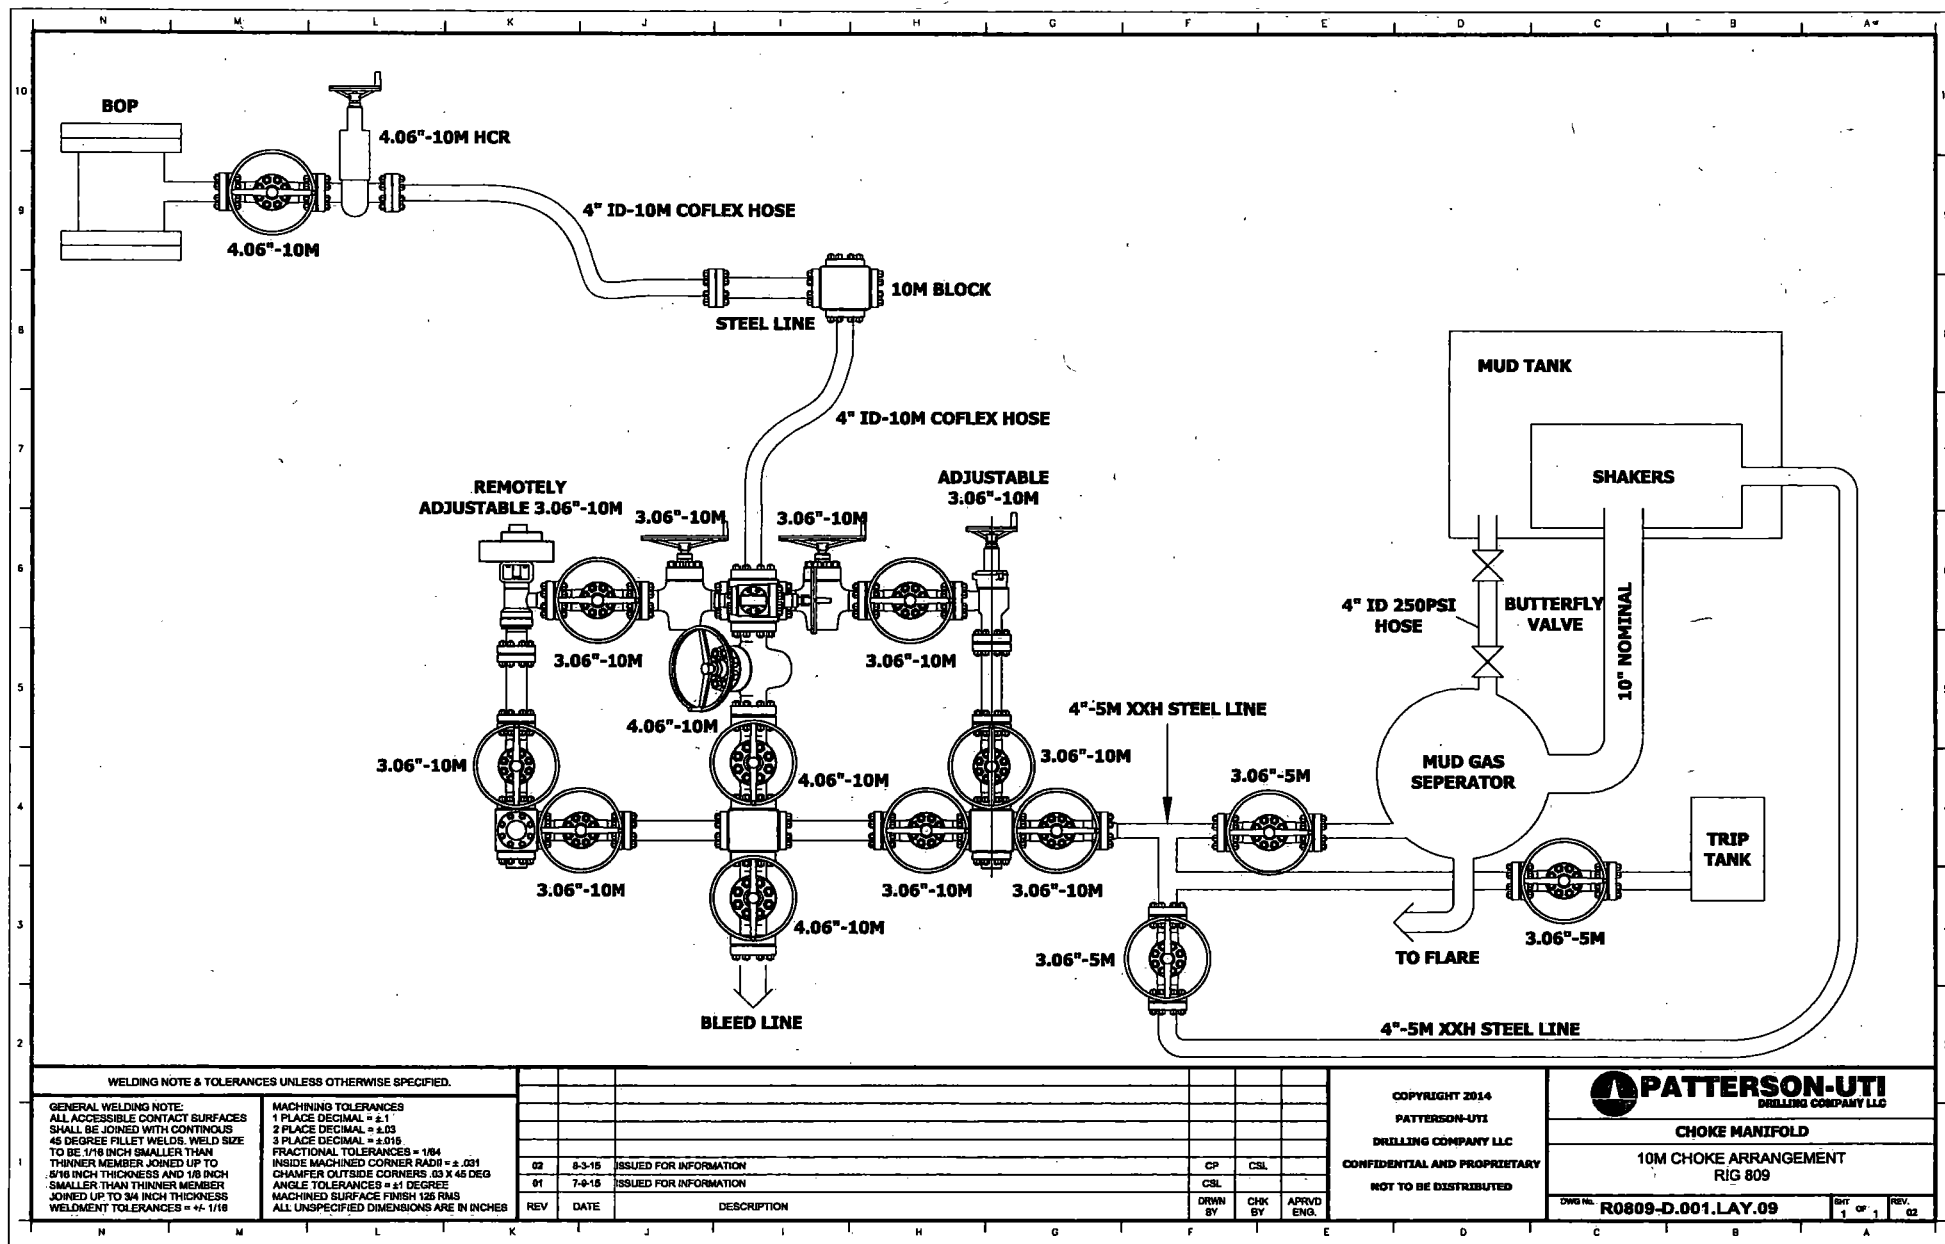 N M L K J I H G F E D C B A
10
9
8
7
6
5
4
3
2
1
BOP
4.06"-10M HCR
4.06"-10M
4" ID-10M COFLEX HOSE
10M BLOCK
STEEL LINE
4" ID-10M COFLEX HOSE
REMOTELY
ADJUSTABLE 3.06"-10M
3.06"-10M
3.06"-10M
ADJUSTABLE
3.06"-10M
3.06"-10M
3.06"-10M
4.06"-10M
3.06"-10M
4.06"-10M
3.06"-10M
3.06"-10M
3.06"-10M
3.06"-10M
4.06"-10M
BLEED LINE
4"-5M XXH STEEL LINE
3.06"-5M
3.06"-5M
3.06"-5M
4"-5M XXH STEEL LINE
TO FLARE
MUD TANK
SHAKERS
4" ID 250PSI
HOSE
BUTTERFLY
VALVE
10" NOMINAL
MUD GAS
SEPERATOR
TRIP
TANK
WELDING NOTE & TOLERANCES UNLESS OTHERWISE SPECIFIED.
GENERAL WELDING NOTE:
ALL ACCESSIBLE CONTACT SURFACES
SHALL BE JOINED WITH CONTINOUS
45 DEGREE FILLET WELDS. WELD SIZE
TO BE 1/16 INCH SMALLER THAN
THINNER MEMBER JOINED UP TO
5/16 INCH THICKNESS AND 1/8 INCH
SMALLER THAN THINNER MEMBER
JOINED UP TO 3/4 INCH THICKNESS
WELDMENT TOLERANCES = +/- 1/16
MACHINING TOLERANCES
1 PLACE DECIMAL = ±.1
2 PLACE DECIMAL = ±.03
3 PLACE DECIMAL = ±.015
FRACTIONAL TOLERANCES = 1/64
INSIDE MACHINED CORNER RADII = ± .031
CHAMFER OUTSIDE CORNERS .03 X 45 DEG
ANGLE TOLERANCES = ±1 DEGREE
MACHINED SURFACE FINISH 125 RMS
ALL UNSPECIFIED DIMENSIONS ARE IN INCHES
02 8-3-15 ISSUED FOR INFORMATION CP CSL
01 7-9-15 ISSUED FOR INFORMATION CSL
REV DATE DESCRIPTION DRWN BY CHK BY APRVD ENG.
COPYRIGHT 2014
PATTERSON-UTI
DRILLING COMPANY LLC
CONFIDENTIAL AND PROPRIETARY
NOT TO BE DISTRIBUTED
PATTERSON-UTI
DRILLING COMPANY LLC
CHOKE MANIFOLD
10M CHOKE ARRANGEMENT
RIG 809
DWG No. R0809-D.001.LAY.09
SHT 1 OF 1
REV. 02
N M L K J I H G F E D C B A